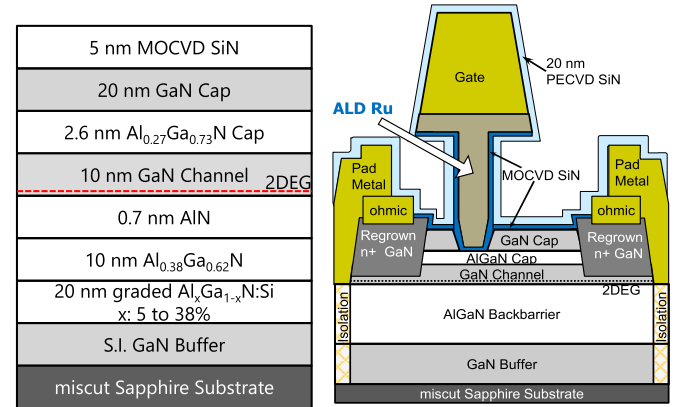 5 nm MOCVD SiN
20 nm GaN Cap
2.6 nm Al0.27Ga0.73N Cap
10 nm GaN Channel
2DEG
0.7 nm AlN
10 nm Al0.38Ga0.62N
20 nm graded AlxGa1-xN:Si
x: 5 to 38%
S.I. GaN Buffer
miscut Sapphire Substrate
Gate
20 nm
PECVD SiN
ALD Ru
MOCVD SiN
Pad
Metal
Pad
Metal
ohmic
ohmic
Regrown
n+ GaN
Regrown
n+ GaN
GaN Cap
AlGaN Cap
GaN Channel
2DEG
Isolation
Isolation
AlGaN Backbarrier
GaN Buffer
miscut Sapphire Substrate